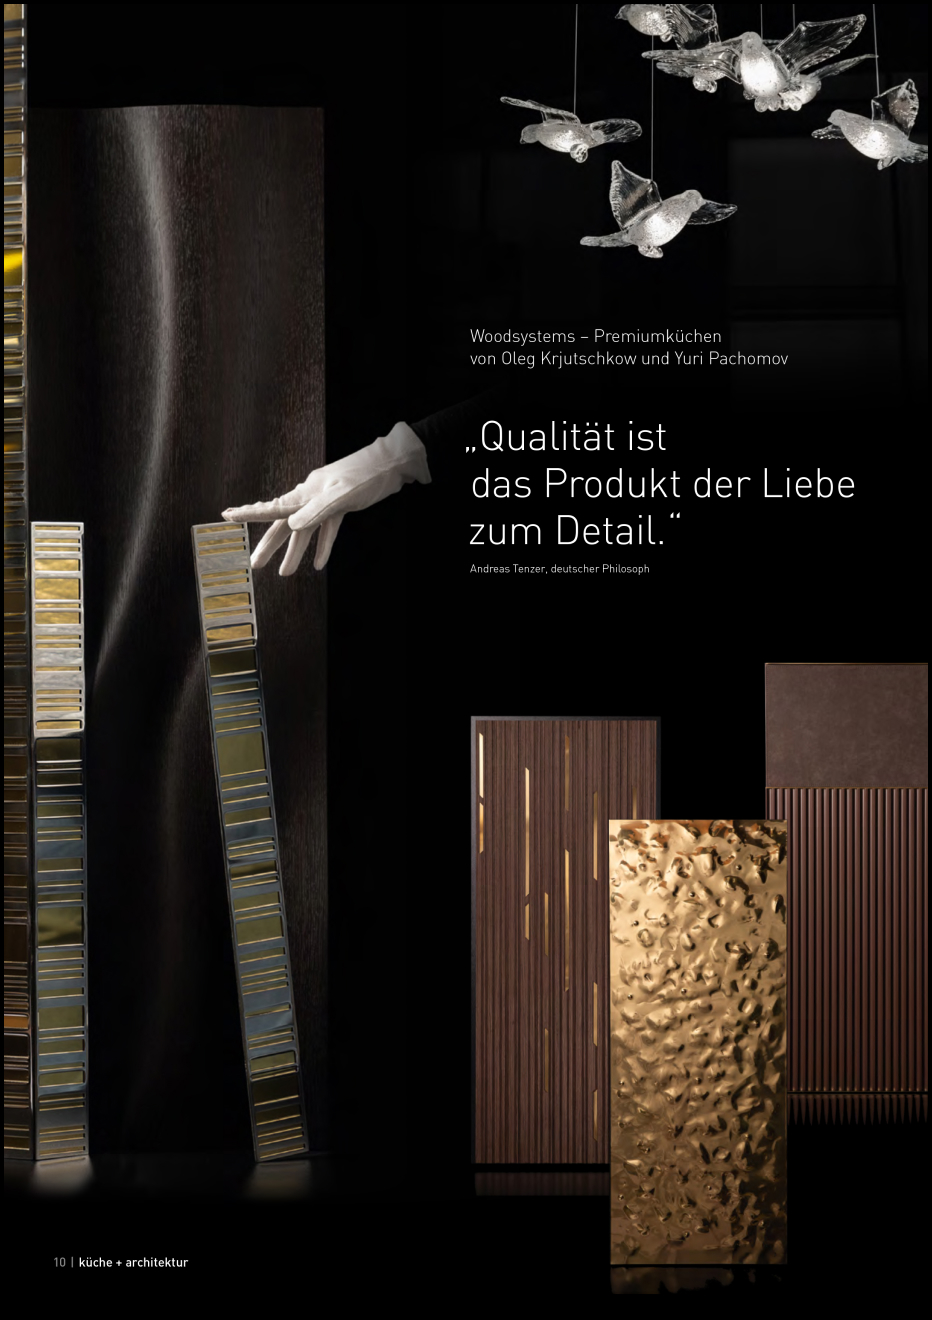 Woodsystems – Premiumküchen
von Oleg Krjutschkow und Yuri Pachomov
„Qualität ist
das Produkt der Liebe
zum Detail.“
Andreas Tenzer, deutscher Philosoph
10 | küche + architektur